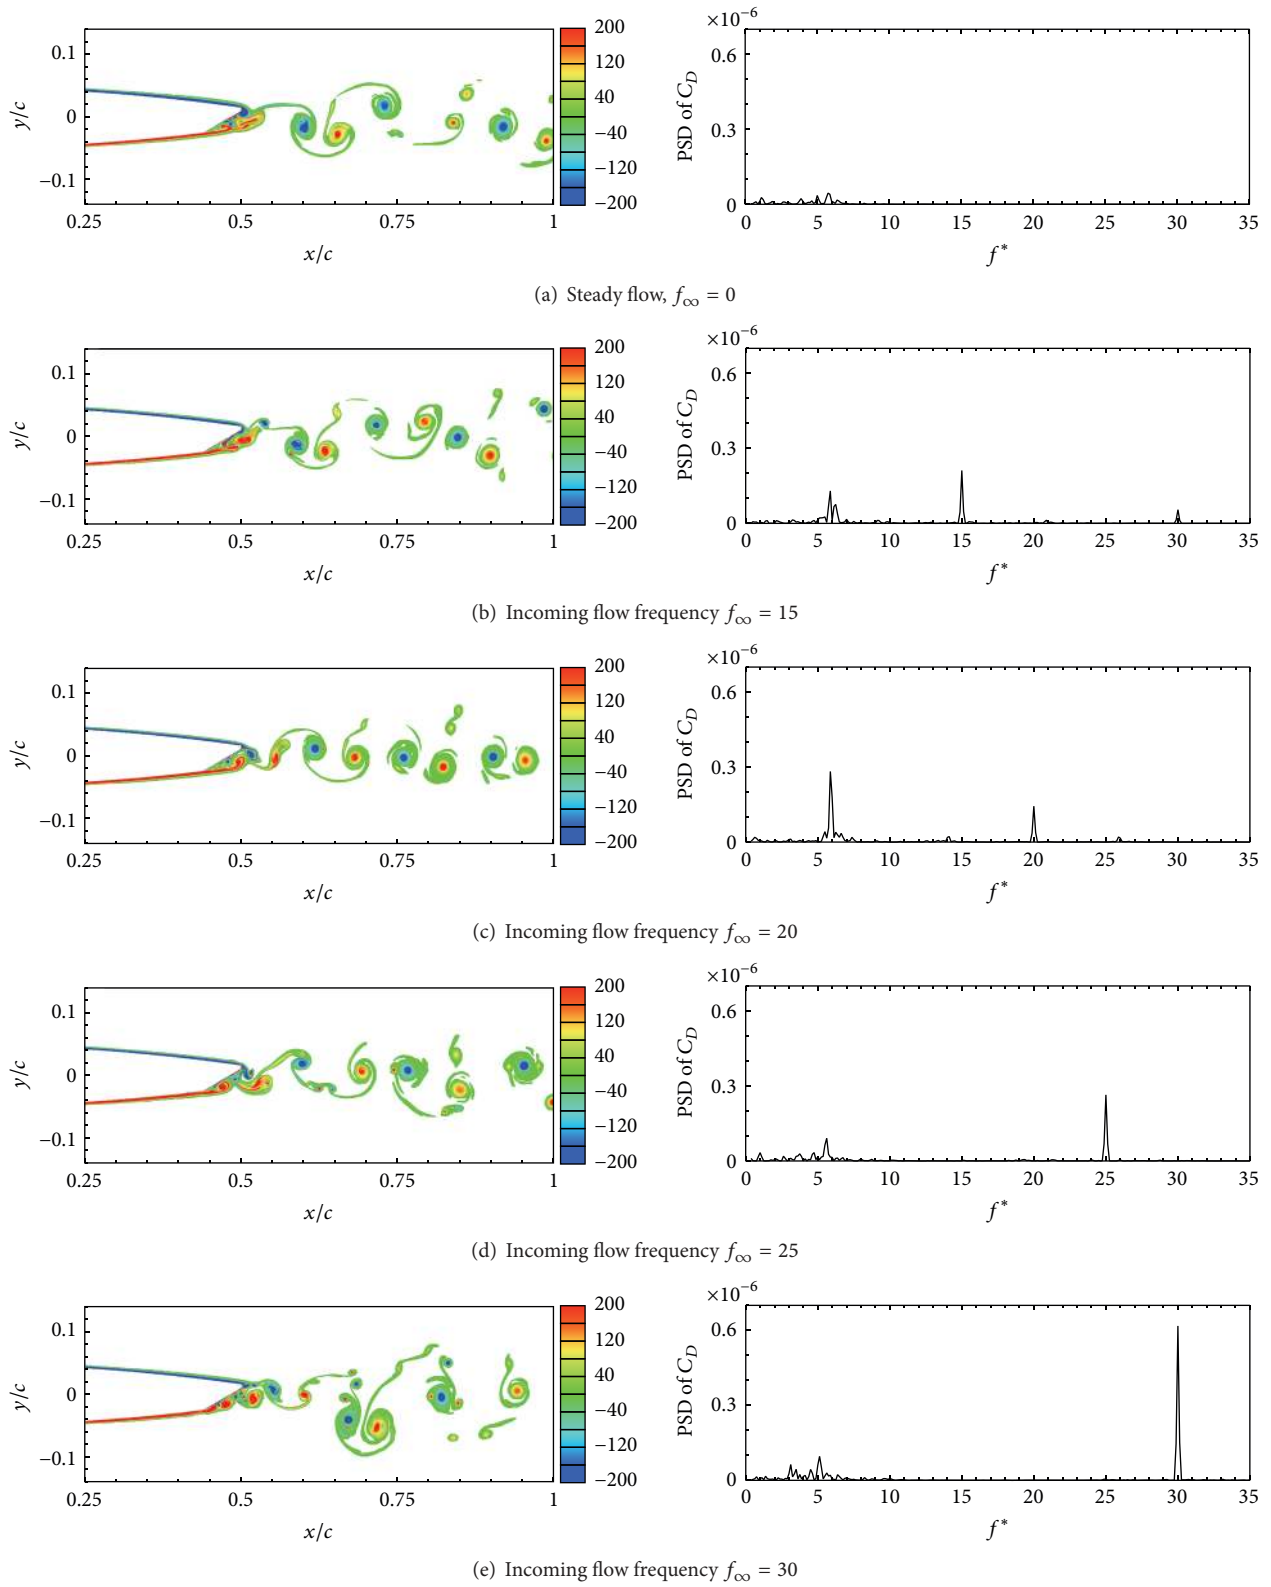 ×10⁻⁶
0.1
0
−0.1
y/c
200
120
40
−40
−120
−200
0.6
0.3
0
PSD of C_D
0.25 0.5 0.75 1
0 5 10 15 20 25 30 35
x/c
f*
(a) Steady flow, f∞ = 0
×10⁻⁶
0.1
0
−0.1
y/c
200
120
40
−40
−120
−200
0.6
0.3
0
PSD of C_D
0.25 0.5 0.75 1
0 5 10 15 20 25 30 35
x/c
f*
(b) Incoming flow frequency f∞ = 15
×10⁻⁶
0.1
0
−0.1
y/c
200
120
40
−40
−120
−200
0.6
0.3
0
PSD of C_D
0.25 0.5 0.75 1
0 5 10 15 20 25 30 35
x/c
f*
(c) Incoming flow frequency f∞ = 20
×10⁻⁶
0.1
0
−0.1
y/c
200
120
40
−40
−120
−200
0.6
0.3
0
PSD of C_D
0.25 0.5 0.75 1
0 5 10 15 20 25 30 35
x/c
f*
(d) Incoming flow frequency f∞ = 25
×10⁻⁶
0.1
0
−0.1
y/c
200
120
40
−40
−120
−200
0.6
0.3
0
PSD of C_D
0.25 0.5 0.75 1
0 5 10 15 20 25 30 35
x/c
f*
(e) Incoming flow frequency f∞ = 30